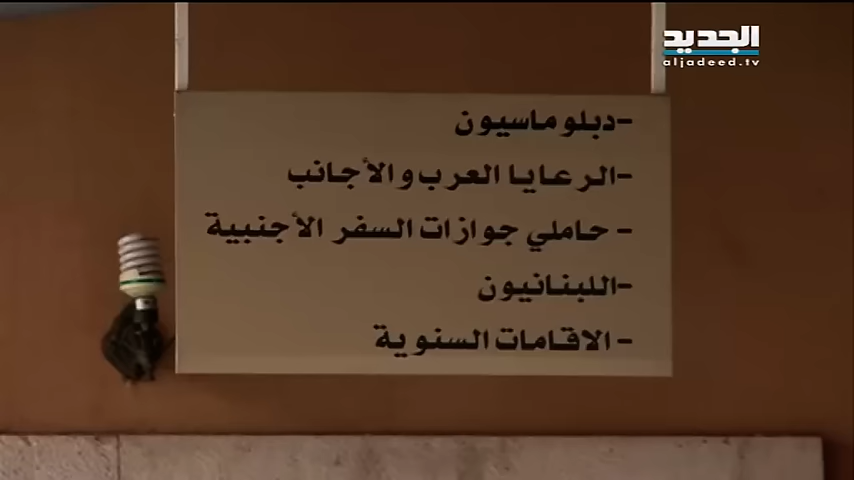 الجديد
aljadeed.tv
-دبلوماسيون
-الرعايا العرب والأجانب
- حاملي جوازات السفر الأجنبية
-اللبنانيون
- الاقامات السنوية